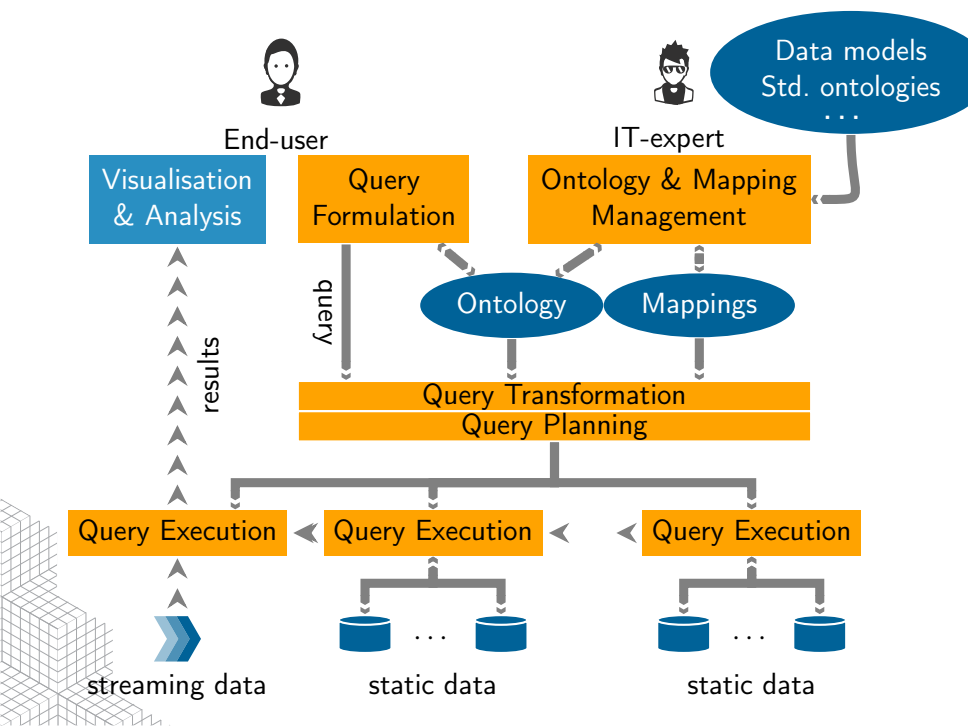 Data models
Std. ontologies
. . .
End-user
IT-expert
Visualisation
& Analysis
Query
Formulation
Ontology & Mapping
Management
query
Ontology
Mappings
results
Query Transformation
Query Planning
Query Execution
Query Execution
Query Execution
. . .
. . .
streaming data
static data
static data